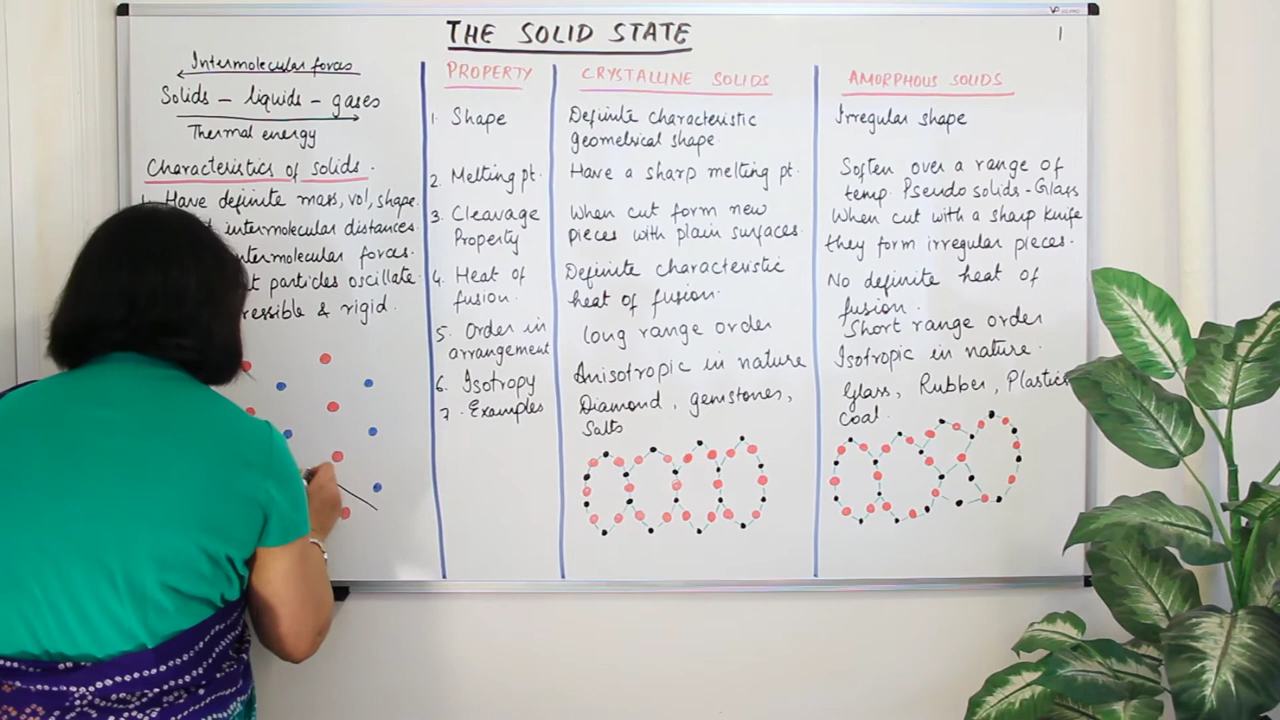 THE SOLID STATE
1
Intermolecular forces
Solids – liquids – gases
Thermal energy
Characteristics of solids.
1. Have definite mass, vol, shape.
intermolecular distances.
intermolecular forces.
particles oscillate.
& rigid.
PROPERTY
1. Shape
2. Melting pt.
3. Cleavage
Property
4. Heat of
fusion.
5. Order in
arrangement
6. Isotropy
7. Examples
CRYSTALLINE SOLIDS
Definite characteristic
geometrical shape.
Have a sharp melting pt.
When cut form new
pieces with plain surfaces.
Definite characteristic
heat of fusion.
Long range order
Anisotropic in nature
Diamond, gemstones,
Salts
AMORPHOUS SOLIDS
Irregular shape
Soften over a range of
temp. Pseudo solids - Glass
When cut with a sharp knife
they form irregular pieces.
No definite heat of
fusion.
Short range order
Isotropic in nature.
Glass, Rubber, Plastics
Coal.